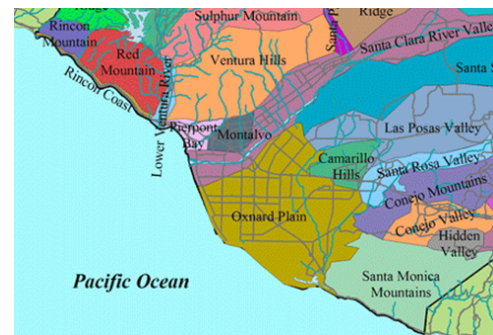 Sulphur Mountain
Ridge
Rincon
Mountain
Red
Mountain
Ventura Hills
Santa Clara River Valle
Rincon Coast
Lower Ventura River
Pierpont
Bay
Montalvo
Las Posas Valley
Camarillo
Hills
Santa Rosa Valley
Conejo Mountains
Oxnard Plain
Conejo Valley
Hidden
Valley
Pacific Ocean
Santa Monica
Mountains